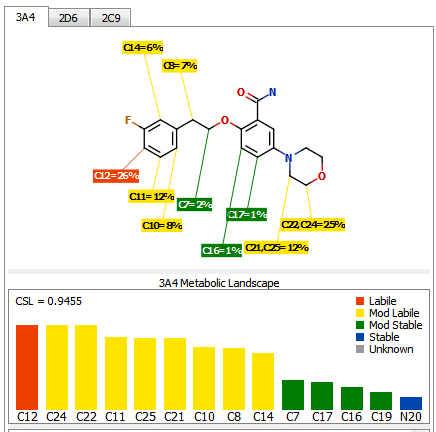 3A4 2D6 2C9
C14=6%
C8=7%
O N
F O
N
O
C12=26%
C11=12%
C7=2%
C17=1%
C22,C24=25%
C10=8%
C16=1%
C21,C25=12%
3A4 Metabolic Landscape
CSL = 0.9455
Labile
Mod Labile
Mod Stable
Stable
Unknown
C12 C24 C22 C11 C25 C21 C10 C8 C14 C7 C17 C16 C19 N20